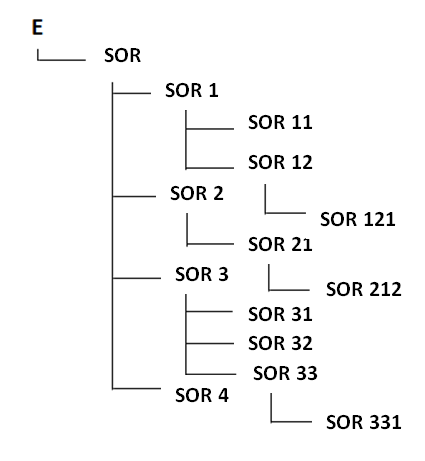 E
SOR
SOR 1
SOR 11
SOR 12
SOR 121
SOR 2
SOR 21
SOR 212
SOR 3
SOR 31
SOR 32
SOR 33
SOR 331
SOR 4